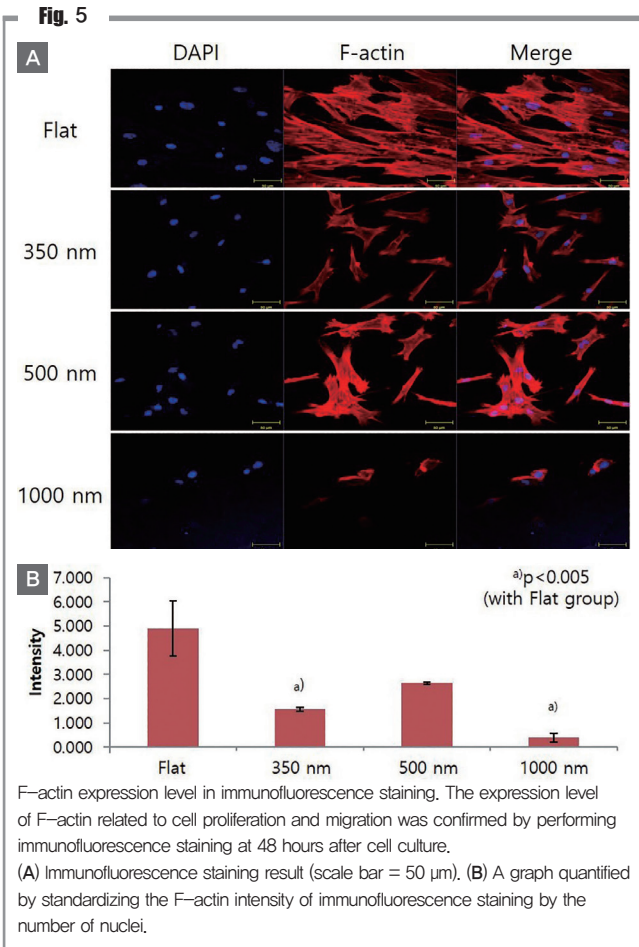 Fig. 5
A
DAPI F-actin Merge
Flat
350 nm
500 nm
1000 nm
B
7.000
6.000
5.000
4.000
3.000
2.000
1.000
0.000
Intensity
a)p<0.005
(with Flat group)
a)
a)
Flat 350 nm 500 nm 1000 nm
F-actin expression level in immunofluorescence staining. The expression level
of F-actin related to cell proliferation and migration was confirmed by performing
immunofluorescence staining at 48 hours after cell culture.
(A) Immunofluorescence staining result (scale bar = 50 μm). (B) A graph quantified
by standardizing the F-actin intensity of immunofluorescence staining by the
number of nuclei.